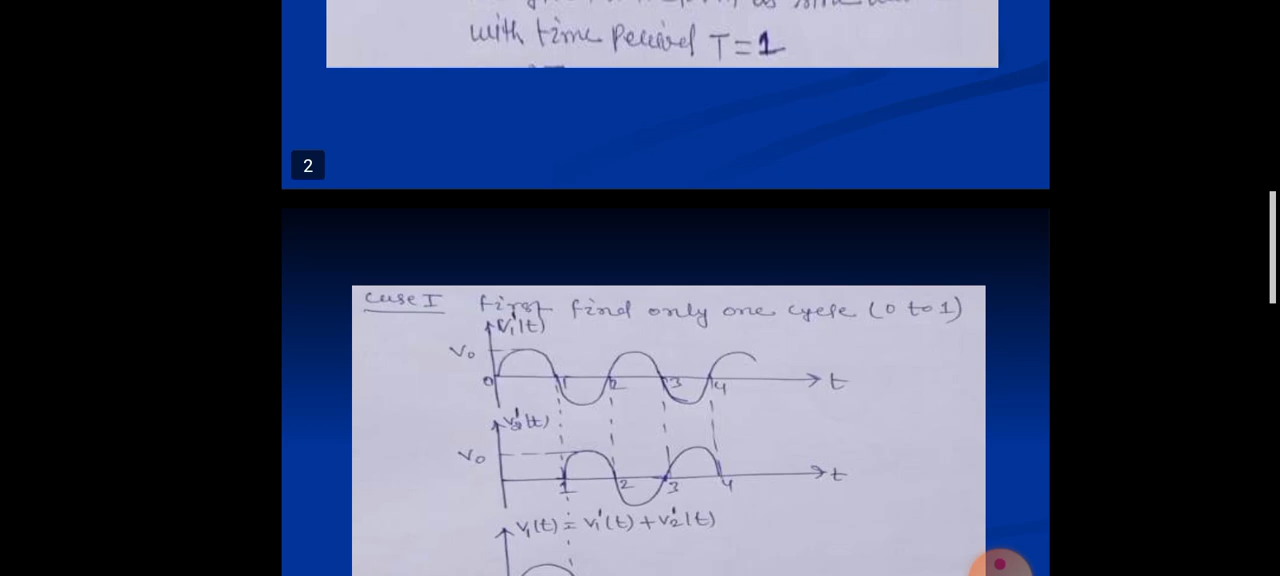 with time T=1
2
Case I First find only one cycle (0 to 1)
V₁'(t)
V₀
0 1 2 3 4 t
V₂'(t)
V₀
1 2 3 4 t
V₁(t) = V₁'(t) + V₂'(t)